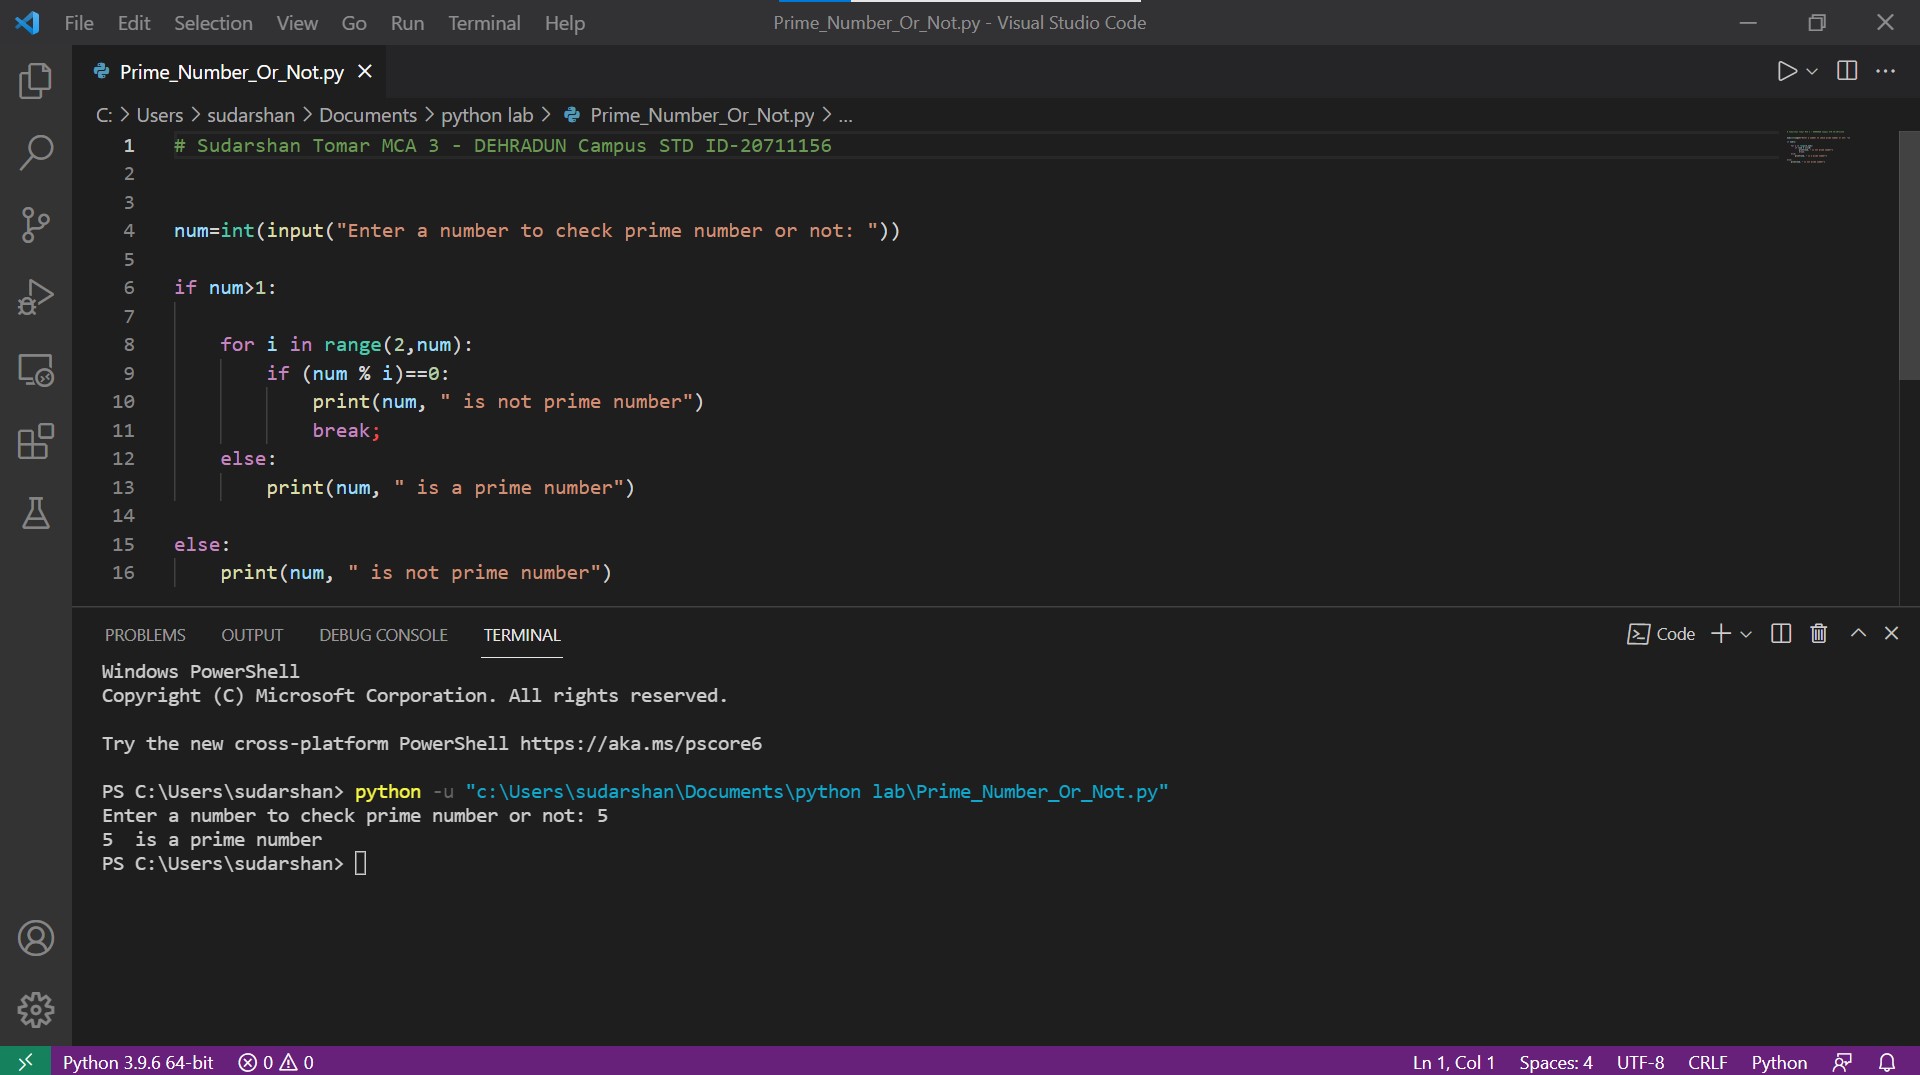 File Edit Selection View Go Run Terminal Help Prime_Number_Or_Not.py - Visual Studio Code
Prime_Number_Or_Not.py
C: > Users > sudarshan > Documents > python lab > Prime_Number_Or_Not.py > ...
1 # Sudarshan Tomar MCA 3 - DEHRADUN Campus STD ID-20711156
2
3
4 num=int(input("Enter a number to check prime number or not: "))
5
6 if num>1:
7
8     for i in range(2,num):
9         if (num % i)==0:
10             print(num, " is not prime number")
11             break;
12     else:
13         print(num, " is a prime number")
14
15 else:
16     print(num, " is not prime number")
PROBLEMS OUTPUT DEBUG CONSOLE TERMINAL Code
Windows PowerShell
Copyright (C) Microsoft Corporation. All rights reserved.
Try the new cross-platform PowerShell https://aka.ms/pscore6
PS C:\Users\sudarshan> python -u "c:\Users\sudarshan\Documents\python lab\Prime_Number_Or_Not.py"
Enter a number to check prime number or not: 5
5  is a prime number
PS C:\Users\sudarshan>
Python 3.9.6 64-bit 0 0 Ln 1, Col 1 Spaces: 4 UTF-8 CRLF Python